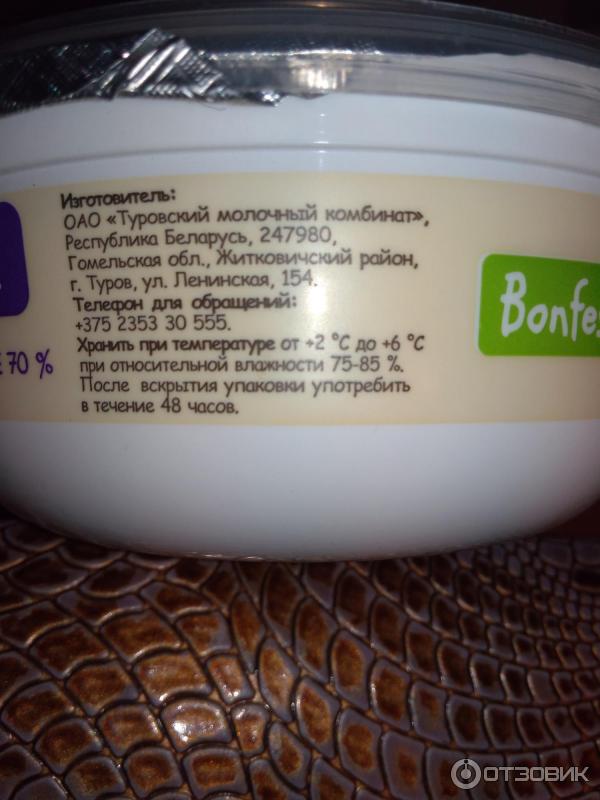 Изготовитель:
ОАО «Туровский молочный комбинат»,
Республика Беларусь, 247980,
Гомельская обл., Житковичский район,
г. Туров, ул. Ленинская, 154.
Телефон для обращений:
+375 2353 30 555.
Хранить при температуре от +2 °C до +6 °C
при относительной влажности 75-85 %.
После вскрытия упаковки употребить
в течение 48 часов.
70 %
Bonfes
ОТЗОВИК